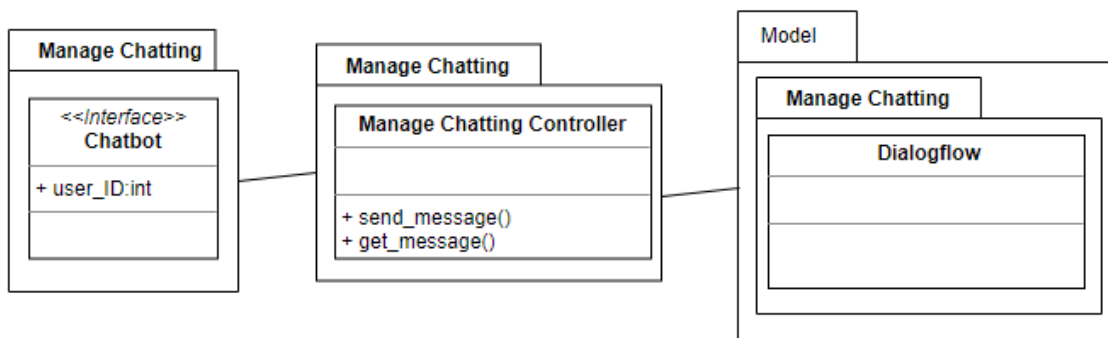 Manage Chatting
<<Interface>>
Chatbot
+ user_ID:int
Manage Chatting
Manage Chatting Controller
+ send_message()
+ get_message()
Model
Manage Chatting
Dialogflow